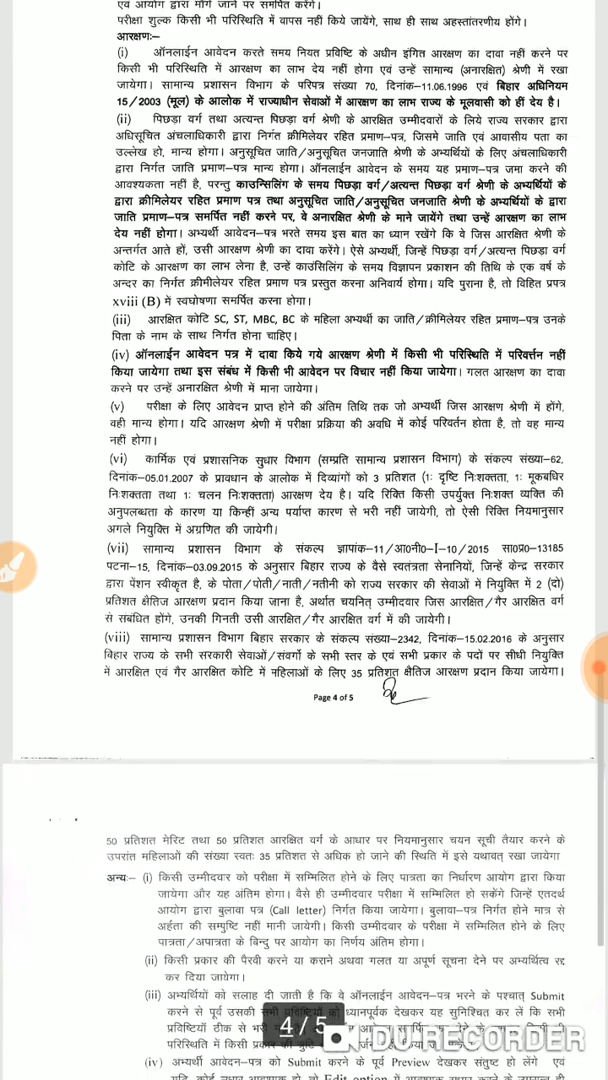 एवं आयोग द्वारा माँगे जाने पर समर्पित करेंगे।
परीक्षा शुल्क किसी भी परिस्थिति में वापस नहीं किये जायेंगे, साथ ही साथ अहस्तांतरणीय होंगे।
आरक्षणः–
(i) ऑनलाईन आवेदन करते समय नियत प्रविष्टि के अधीन इंगित आरक्षण का दावा नहीं करने पर
किसी भी परिस्थिति में आरक्षण का लाभ देय नहीं होगा एवं उन्हें सामान्य (अनारक्षित) श्रेणी में रखा
जायेगा। सामान्य प्रशासन विभाग के परिपत्र संख्या 70, दिनांक–11.06.1996 एवं बिहार अधिनियम
15/2003 (मूल) के आलोक में राज्याधीन सेवाओं में आरक्षण का लाभ राज्य के मूलवासी को हीं देय है।
(ii) पिछड़ा वर्ग तथा अत्यन्त पिछड़ा वर्ग श्रेणी के आरक्षित उम्मीदवारों के लिये राज्य सरकार द्वारा
अधिसूचित अंचलाधिकारी द्वारा निर्गत क्रीमिलेयर रहित प्रमाण–पत्र, जिसमे जाति एवं आवासीय पता का
उल्लेख हो, मान्य होगा। अनुसूचित जाति/अनुसूचित जनजाति श्रेणी के अभ्यर्थियों के लिए अंचलाधिकारी
द्वारा निर्गत जाति प्रमाण–पत्र मान्य होगा। ऑनलाईन आवेदन के समय यह प्रमाण–पत्र जमा करने की
आवश्यकता नहीं है, परन्तु काउन्सिलिंग के समय पिछड़ा वर्ग/अत्यन्त पिछड़ा वर्ग श्रेणी के अभ्यर्थियों के
द्वारा क्रीमिलेयर रहित प्रमाण पत्र तथा अनुसूचित जाति/अनुसूचित जनजाति श्रेणी के अभ्यर्थियों के द्वारा
जाति प्रमाण–पत्र समर्पित नहीं करने पर, वे अनारक्षित श्रेणी के माने जायेंगे तथा उन्हें आरक्षण का लाभ
देय नहीं होगा। अभ्यर्थी आवेदन–पत्र भरते समय इस बात का ध्यान रखेंगे कि वे जिस आरक्षित श्रेणी के
अन्तर्गत आते हों, उसी आरक्षण श्रेणी का दावा करेंगे। ऐसे अभ्यर्थी, जिन्हें पिछड़ा वर्ग/अत्यन्त पिछड़ा वर्ग
कोटि के आरक्षण का लाभ लेना है, उन्हे काउंसिलिंग के समय विज्ञापन प्रकाशन की तिथि के एक वर्ष के
अन्दर का निर्गत क्रीमीलेयर रहित प्रमाण पत्र प्रस्तुत करना अनिवार्य होगा। यदि पुराना है, तो विहित प्रपत्र
xviii (B) में स्वघोषणा समर्पित करना होगा।
(iii) आरक्षित कोटि SC, ST, MBC, BC के महिला अभ्यर्थी का जाति/क्रीमिलेयर रहित प्रमाण–पत्र उनके
पिता के नाम के साथ निर्गत होना चाहिए।
(iv) ऑनलाईन आवेदन पत्र में दावा किये गये आरक्षण श्रेणी में किसी भी परिस्थिति में परिवर्त्तन नहीं
किया जायेगा तथा इस संबंध में किसी भी आवेदन पर विचार नहीं किया जायेगा। गलत आरक्षण का दावा
करने पर उन्हें अनारक्षित श्रेणी में माना जायेगा।
(v) परीक्षा के लिए आवेदन प्राप्त होने की अंतिम तिथि तक जो अभ्यर्थी जिस आरक्षण श्रेणी में होंगे,
वही मान्य होगा। यदि आरक्षण श्रेणी में परीक्षा प्रक्रिया की अवधि में कोई परिवर्तन होता है, तो वह मान्य
नहीं होगा।
(vi) कार्मिक एवं प्रशासनिक सुधार विभाग (सम्प्रति सामान्य प्रशासन विभाग) के संकल्प संख्या–62,
दिनांक–05.01.2007 के प्रावधान के आलोक में दिव्यांगों को 3 प्रतिशत (1ः दृष्टि निःशक्तता, 1ः मूकबधिर
निःशक्तता तथा 1ः चलन निःशक्तता) आरक्षण देय है। यदि रिक्ति किसी उपर्युक्त निःशक्त व्यक्ति की
अनुपलब्धता के कारण या किन्हीं अन्य पर्याप्त कारण से भरी नहीं जायेगी, तो ऐसी रिक्ति नियमानुसार
अगले नियुक्ति में अग्रणित की जायेगी।
(vii) सामान्य प्रशासन विभाग के संकल्प ज्ञापांक–11/आ0नी0–I–10/2015 सा0प्र0–13185
पटना–15, दिनांक–03.09.2015 के अनुसार बिहार राज्य के वैसे स्वतंत्रता सेनानियों, जिन्हें केन्द्र सरकार
द्वारा पेंशन स्वीकृत है, के पोता/पोती/नाती/नतीनी को राज्य सरकार की सेवाओं में नियुक्ति में 2 (दो)
प्रतिशत क्षैतिज आरक्षण प्रदान किया जाना है, अर्थात चयनित उम्मीदवार जिस आरक्षित/गैर आरक्षित वर्ग
से संबंधित होंगे, उनकी गिनती उसी आरक्षित/गैर आरक्षित वर्ग में की जायेगी।
(viii) सामान्य प्रशासन विभाग बिहार सरकार के संकल्प संख्या–2342, दिनांक–15.02.2016 के अनुसार
बिहार राज्य के सभी सरकारी सेवाओं/संवर्गो के सभी स्तर के एवं सभी प्रकार के पदों पर सीधी नियुक्ति
में आरक्षित एवं गैर आरक्षित कोटि में महिलाओं के लिए 35 प्रतिशत क्षैतिज आरक्षण प्रदान किया जायेगा।
Page 4 of 5
50 प्रतिशत मेरिट तथा 50 प्रतिशत आरक्षित वर्ग के आधार पर नियमानुसार चयन सूची तैयार करने के
उपरांत महिलाओं की संख्या स्वतः 35 प्रतिशत से अधिक हो जाने की स्थिति में इसे यथावत् रखा जायेगा
अन्यः– (i) किसी उम्मीदवार को परीक्षा में सम्मिलित होने के लिए पात्रता का निर्धारण आयोग द्वारा किया
जायेगा और यह अंतिम होगा। वैसे ही उम्मीदवार परीक्षा में सम्मिलित हो सकेंगे जिन्हें एतदर्थ
आयोग द्वारा बुलावा पत्र (Call letter) निर्गत किया जायेगा। बुलावा–पत्र निर्गत होने मात्र से
अर्हता की सम्पुष्टि नहीं मानी जायेगी। किसी उम्मीदवार के परीक्षा में सम्मिलित होने के लिए
पात्रता/अपात्रता के बिन्दु पर आयोग का निर्णय अंतिम होगा।
(ii) किसी प्रकार की पैरवी करने या कराने अथवा गलत या अपूर्ण सूचना देने पर अभ्यर्थित्व रद्द
कर दिया जायेगा।
(iii) अभ्यर्थियों को सलाह दी जाती है कि वे ऑनलाईन आवेदन–पत्र भरने के पश्चात् Submit
करने से पूर्व उसकी सभी प्रविष्टियों को ध्यानपूर्वक देखकर यह सुनिश्चित कर लें कि सभी
प्रविष्टियाँ ठीक से भरी
परिस्थिति में किसी
4/5
DU RECORDER
(iv) अभ्यर्थी आवेदन–पत्र को Submit करने के पूर्व Preview देखकर संतुष्ट हो लेंगे एवं